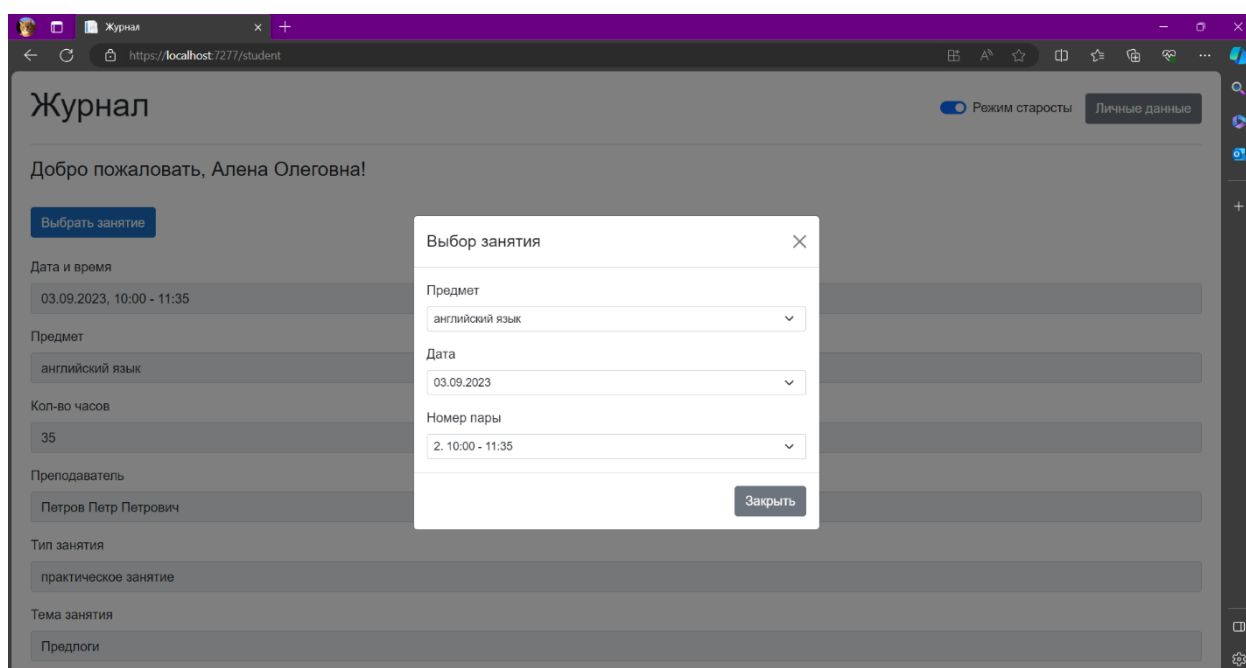 Журнал
https://localhost:7277/student
Журнал
Режим старосты
Личные данные
Добро пожаловать, Алена Олеговна!
Выбрать занятие
Дата и время
03.09.2023, 10:00 - 11:35
Предмет
английский язык
Кол-во часов
35
Преподаватель
Петров Петр Петрович
Тип занятия
практическое занятие
Тема занятия
Предлоги
Выбор занятия
Предмет
английский язык
Дата
03.09.2023
Номер пары
2. 10:00 - 11:35
Закрыть